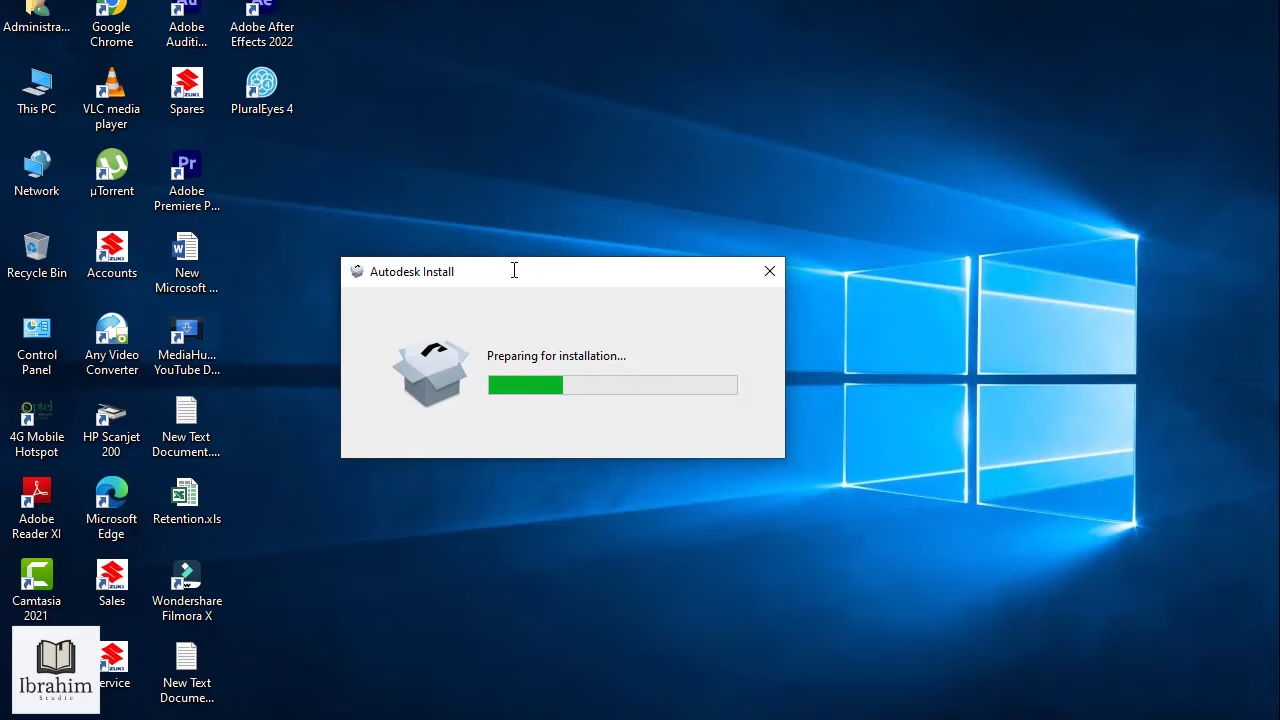 Administra...
Google
Chrome
Adobe
Auditi...
Adobe After
Effects 2022
This PC
VLC media
player
Spares
PluralEyes 4
Network
µTorrent
Pr
Adobe
Premiere P...
Recycle Bin
Accounts
New
Microsoft ...
Autodesk Install
Preparing for installation...
Control
Panel
Any Video
Converter
MediaHu...
YouTube D...
4G Mobile
Hotspot
HP Scanjet
200
New Text
Document....
Adobe
Reader XI
Microsoft
Edge
Retention.xls
Camtasia
2021
Sales
Wondershare
Filmora X
Ibrahim
Studio
ervice
New Text
Docume...